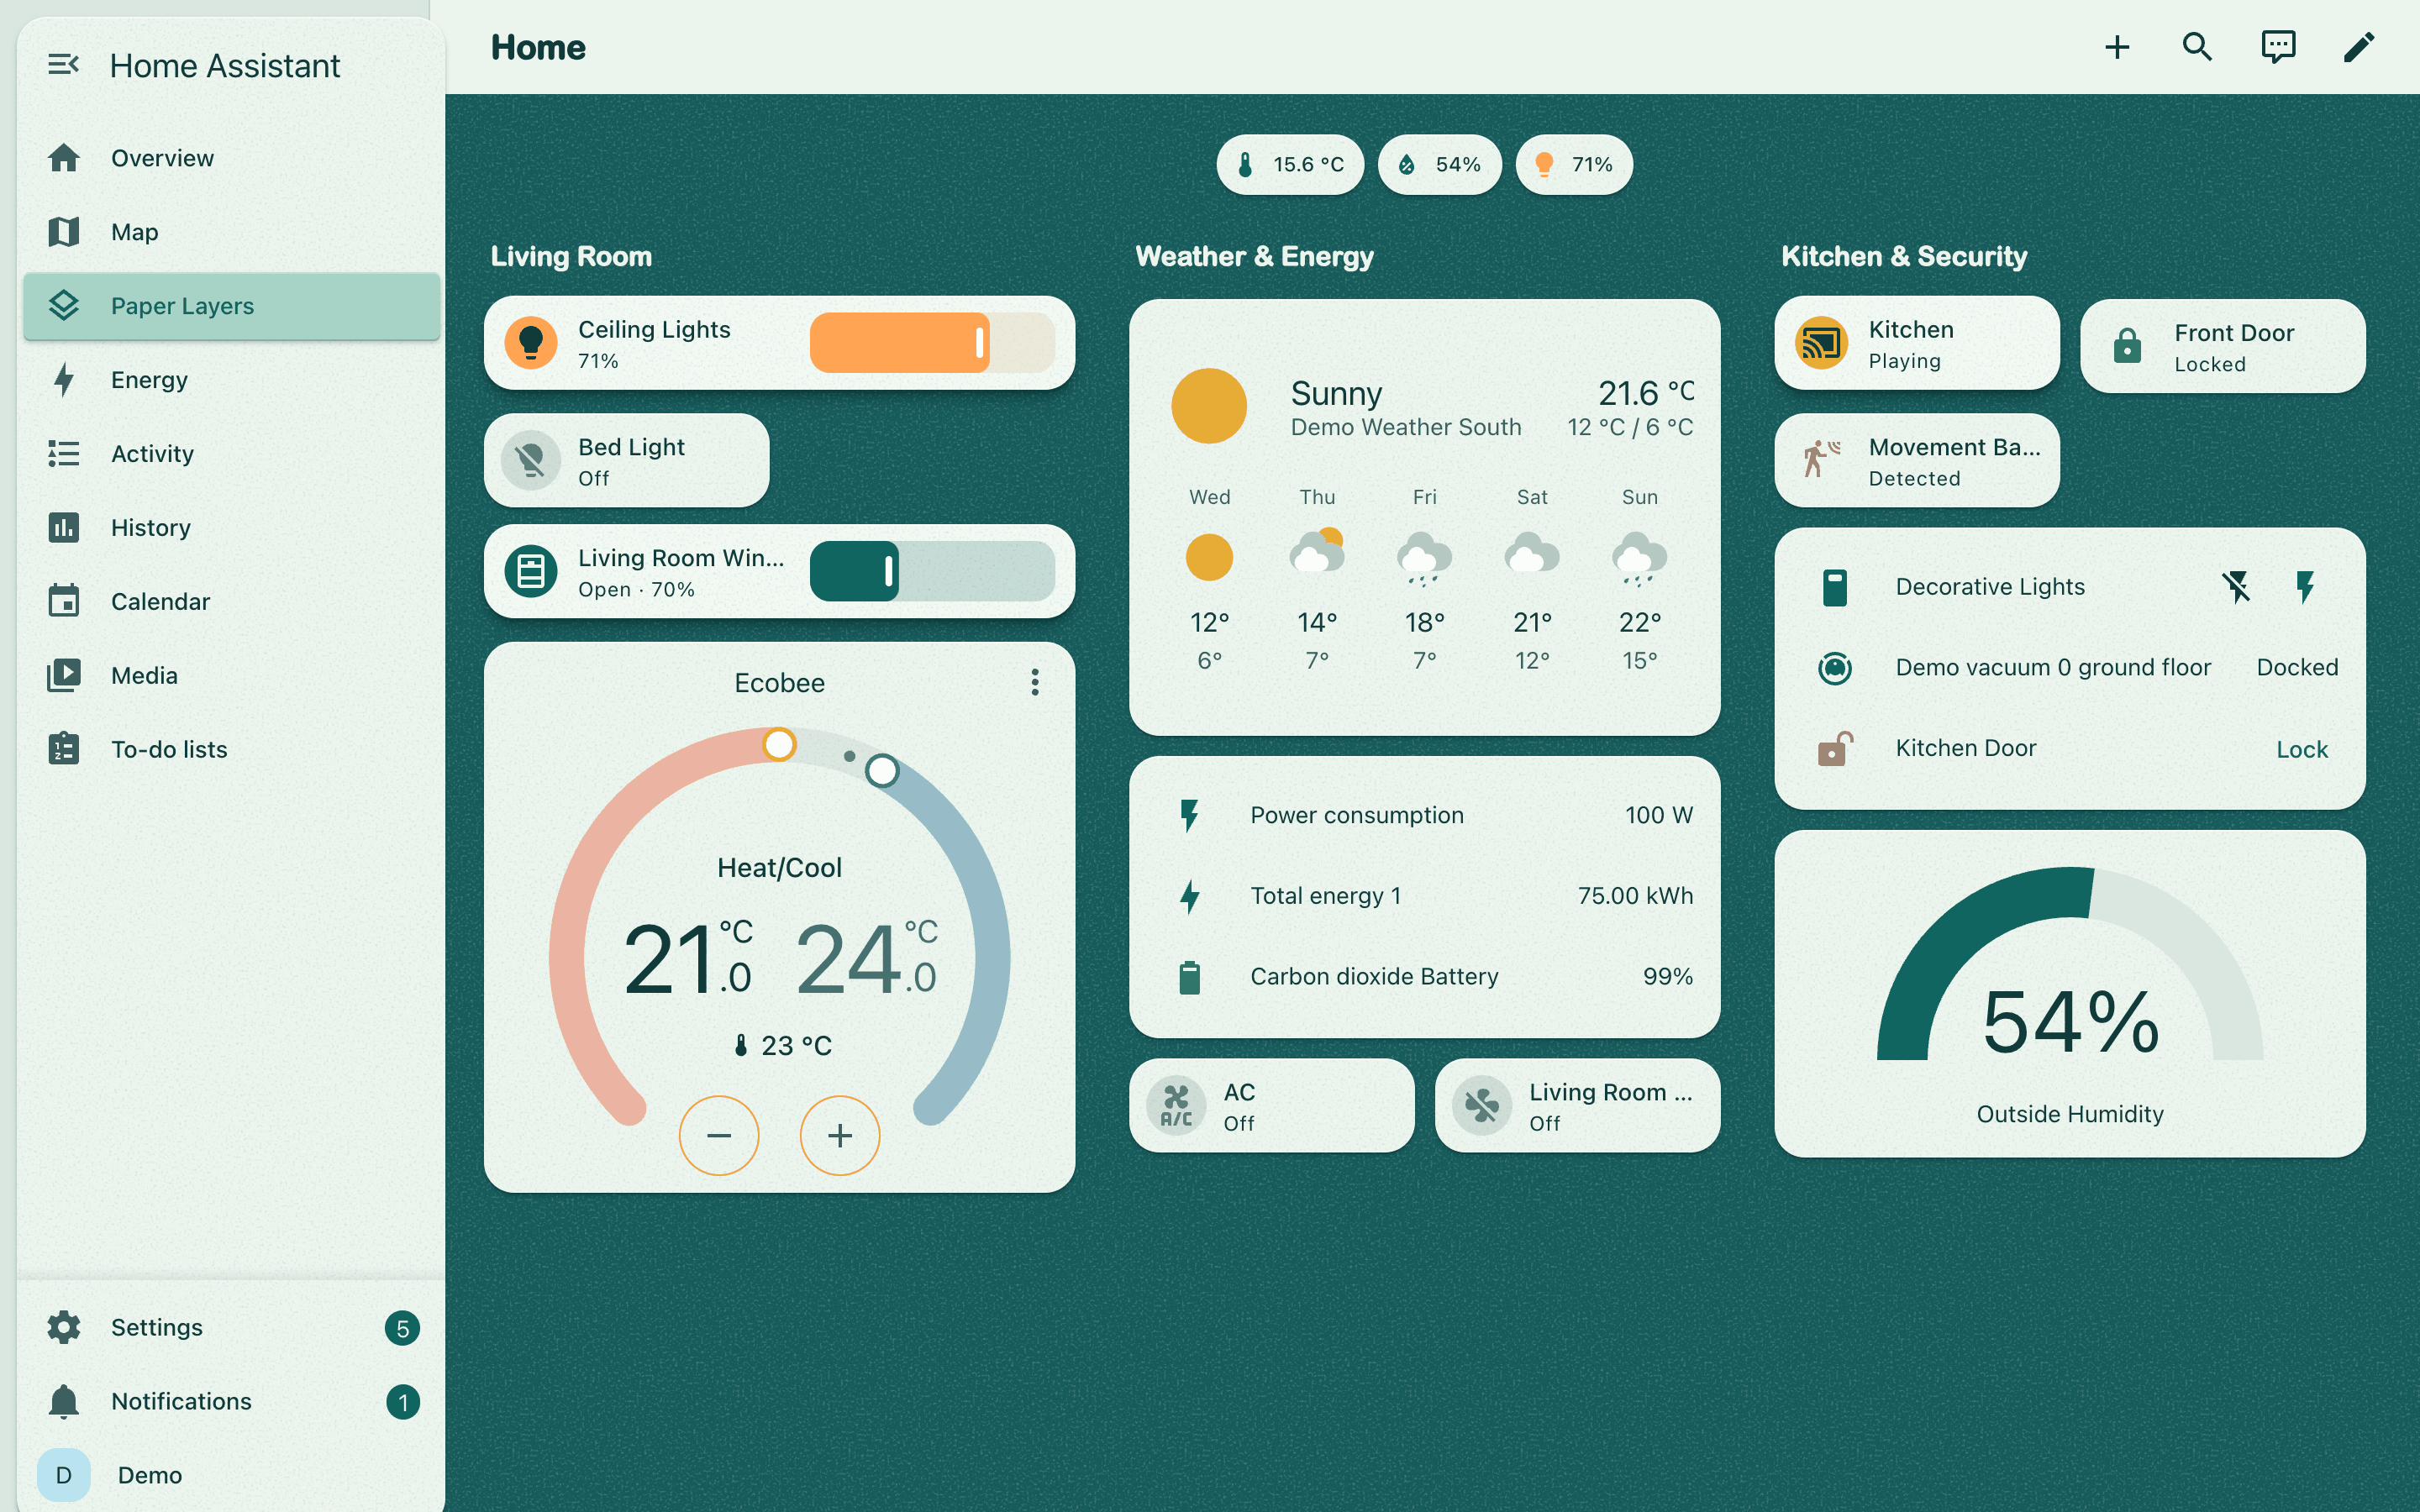 Home Assistant
Overview
Map
Paper Layers
Energy
Activity
History
Calendar
Media
To-do lists
Settings
5
Notifications
1
D
Demo
Home
15.6 °C
54%
71%
Living Room
Ceiling Lights
71%
Bed Light
Off
Living Room Win...
Open · 70%
Ecobee
Heat/Cool
21.0 °C
24.0 °C
23 °C
Weather & Energy
Sunny
21.6 °C
Demo Weather South
12 °C / 6 °C
Wed Thu Fri Sat Sun
12° 14° 18° 21° 22°
6° 7° 7° 12° 15°
Power consumption
100 W
Total energy 1
75.00 kWh
Carbon dioxide Battery
99%
A/C
AC
Off
Living Room ...
Off
Kitchen & Security
Kitchen
Playing
Front Door
Locked
Movement Ba...
Detected
Decorative Lights
Demo vacuum 0 ground floor
Docked
Kitchen Door
Lock
54%
Outside Humidity